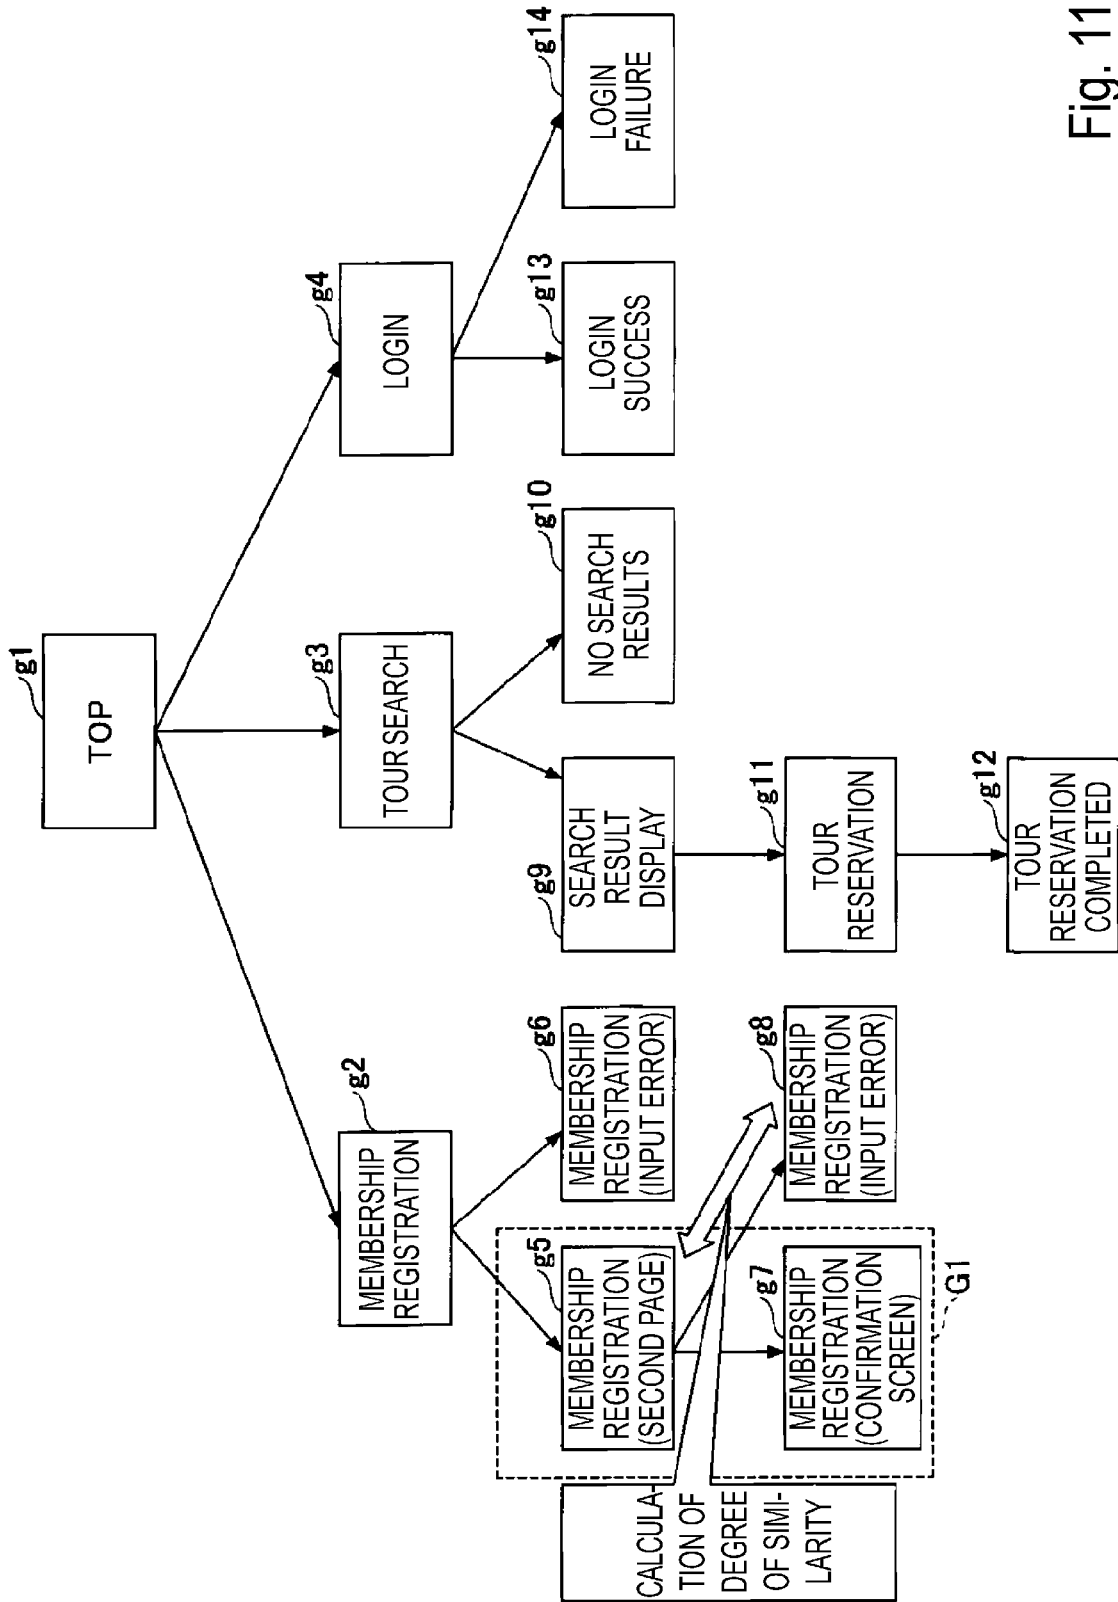 g1
TOP
g2
MEMBERSHIP
REGISTRATION
g3
TOUR SEARCH
g4
LOGIN
g5
MEMBERSHIP
REGISTRATION
(SECOND PAGE)
g6
MEMBERSHIP
REGISTRATION
(INPUT ERROR)
g9
SEARCH
RESULT
DISPLAY
g10
NO SEARCH
RESULTS
g13
LOGIN
SUCCESS
g14
LOGIN
FAILURE
CALCULA-
TION OF
DEGREE
OF SIMI-
LARITY
g7
MEMBERSHIP
REGISTRATION
(CONFIRMATION
SCREEN)
g8
MEMBERSHIP
REGISTRATION
(INPUT ERROR)
g11
TOUR
RESERVATION
G1
g12
TOUR
RESERVATION
COMPLETED
Fig. 11